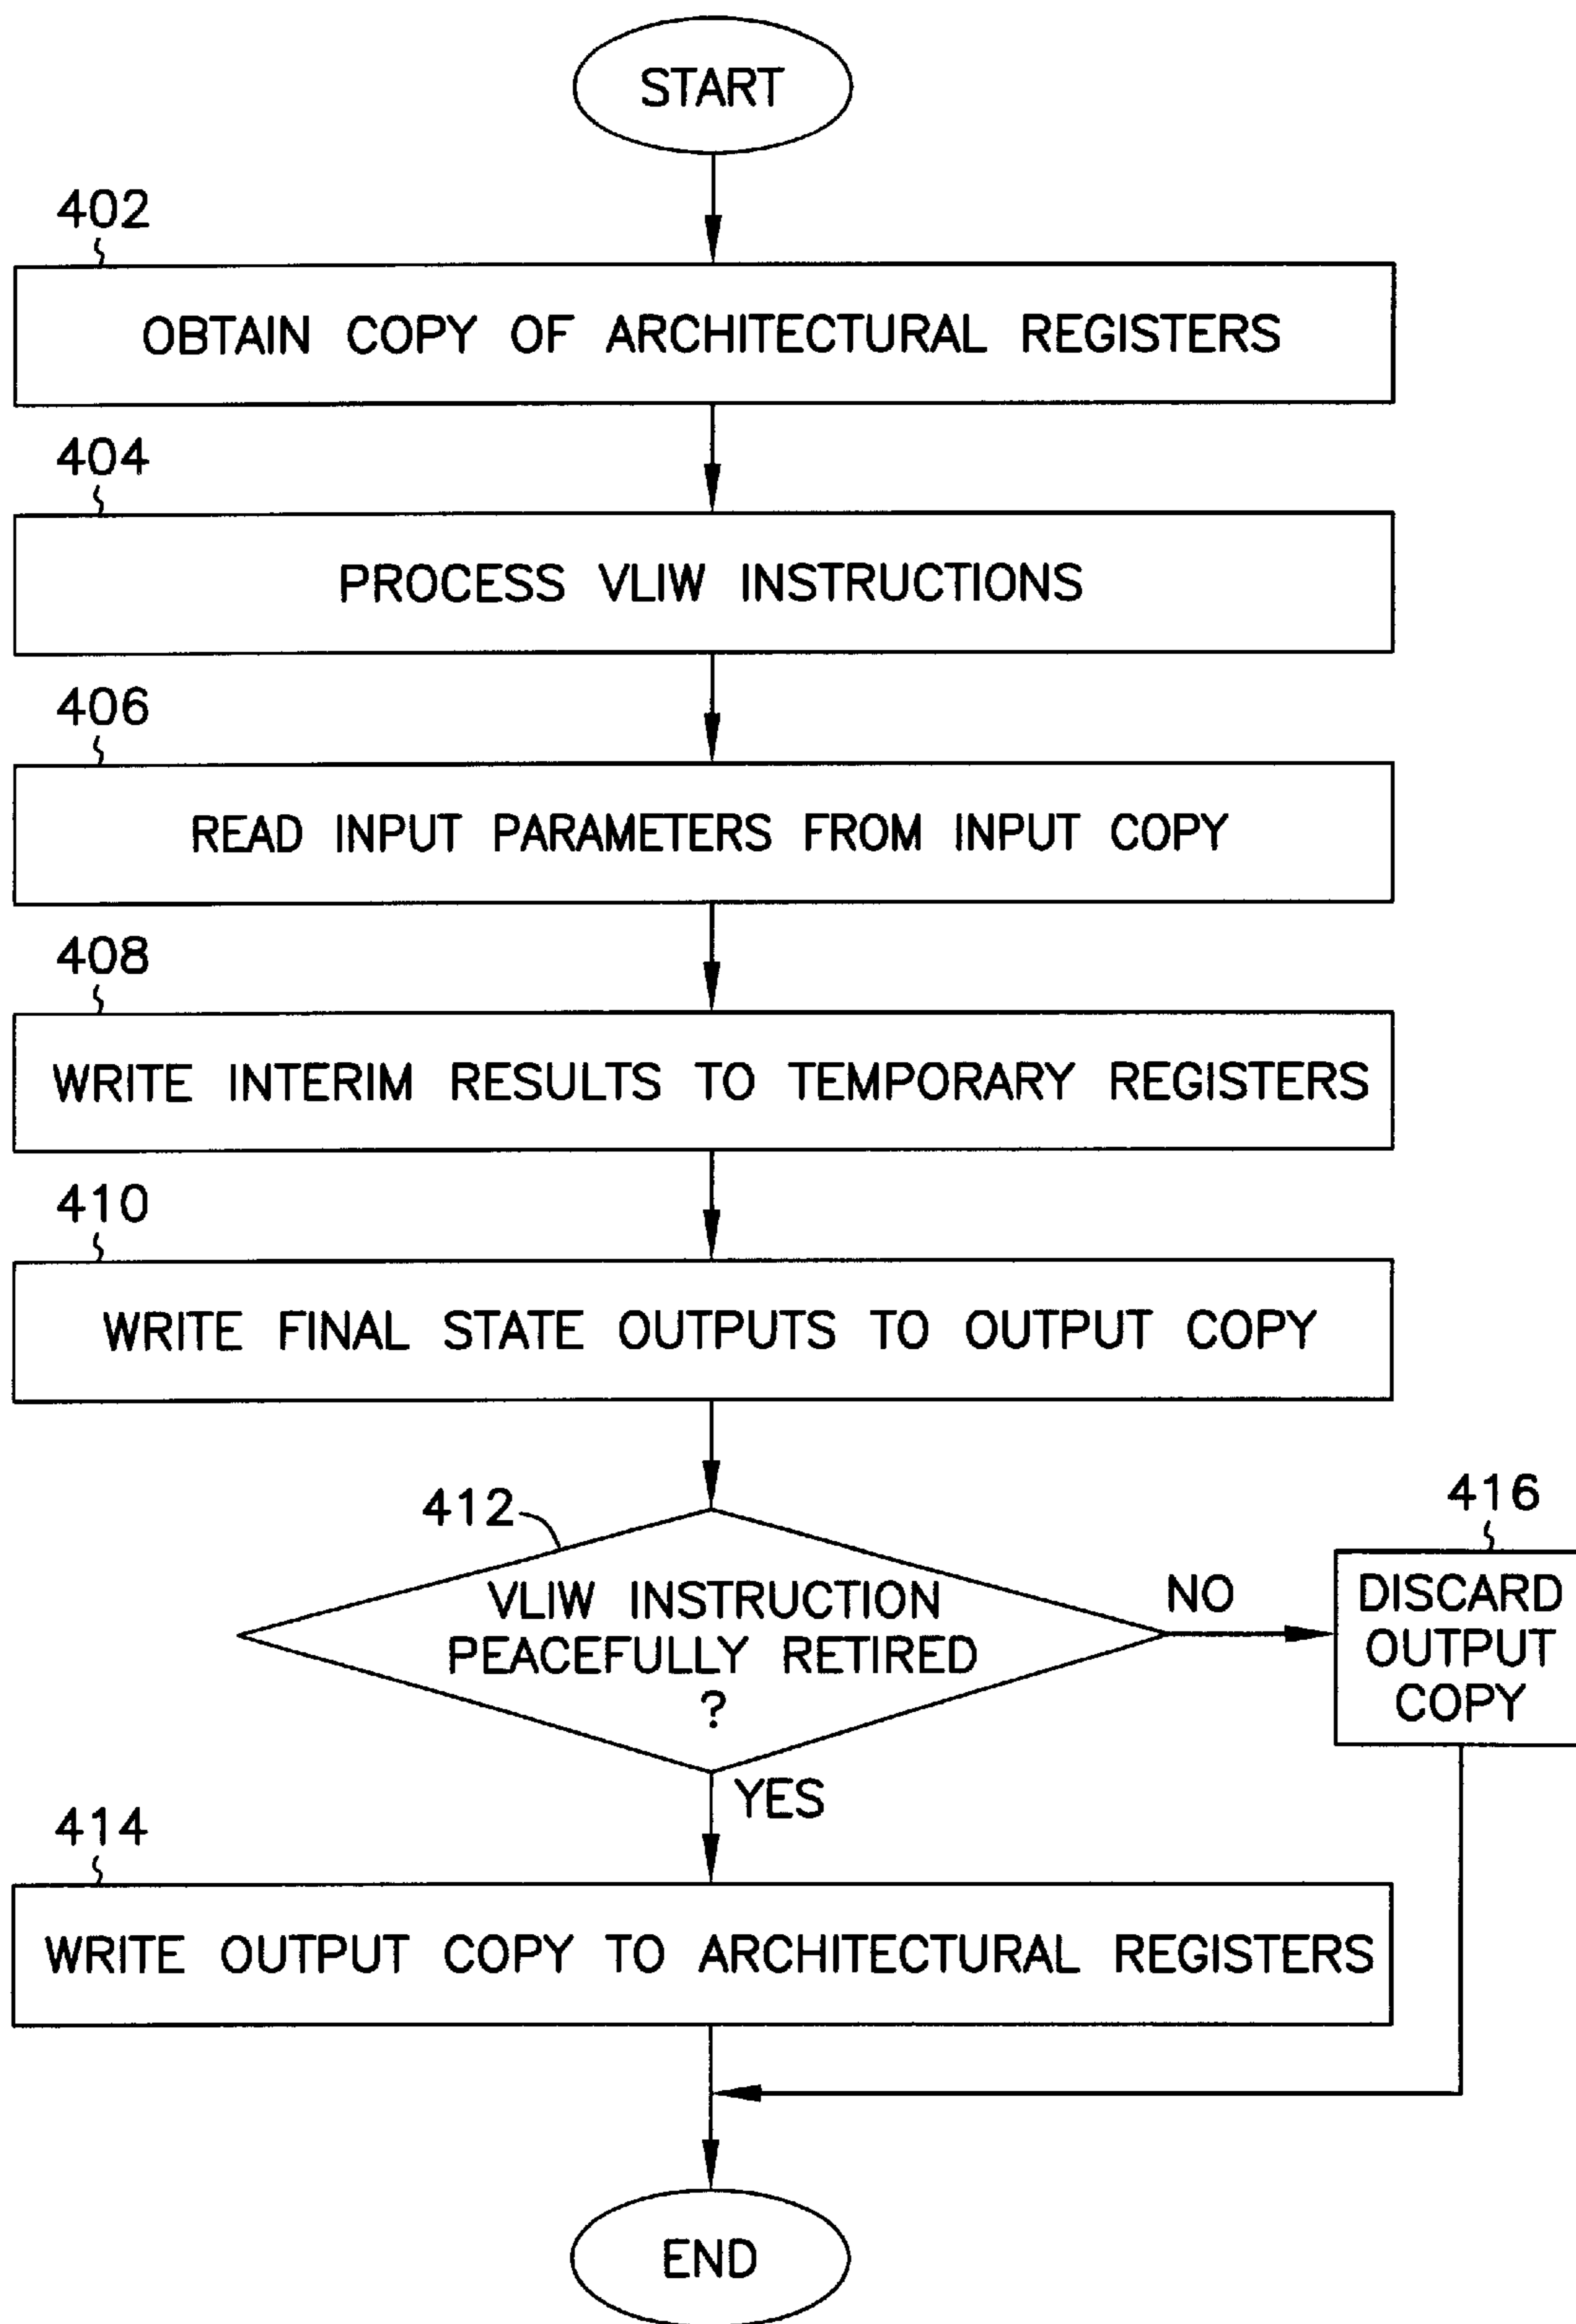 START
402
OBTAIN COPY OF ARCHITECTURAL REGISTERS
404
PROCESS VLIW INSTRUCTIONS
406
READ INPUT PARAMETERS FROM INPUT COPY
408
WRITE INTERIM RESULTS TO TEMPORARY REGISTERS
410
WRITE FINAL STATE OUTPUTS TO OUTPUT COPY
412
VLIW INSTRUCTION
PEACEFULLY RETIRED
?
NO
416
DISCARD
OUTPUT
COPY
YES
414
WRITE OUTPUT COPY TO ARCHITECTURAL REGISTERS
END